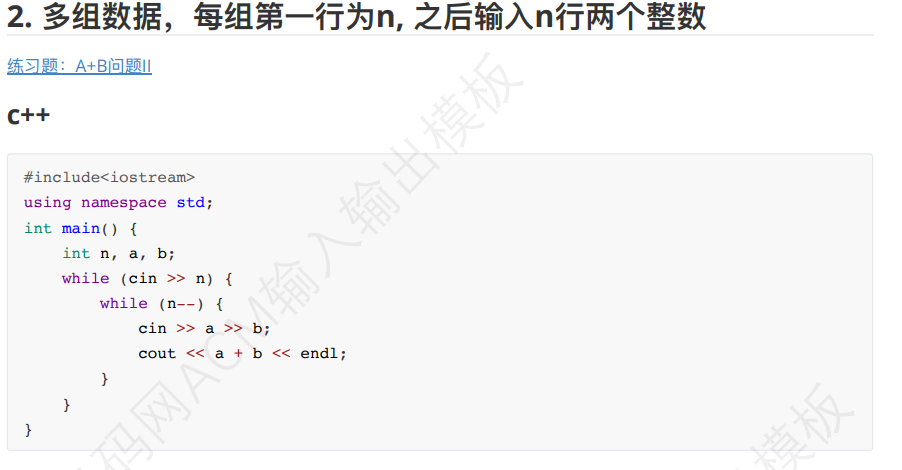 2. 多组数据，每组第一行为n, 之后输入n行两个整数
练习题：A+B问题II
c++
#include<iostream>
using namespace std;
int main() {
    int n, a, b;
    while (cin >> n) {
        while (n--) {
            cin >> a >> b;
            cout << a + b << endl;
        }
    }
}
码网ACM输入输出模板
模板